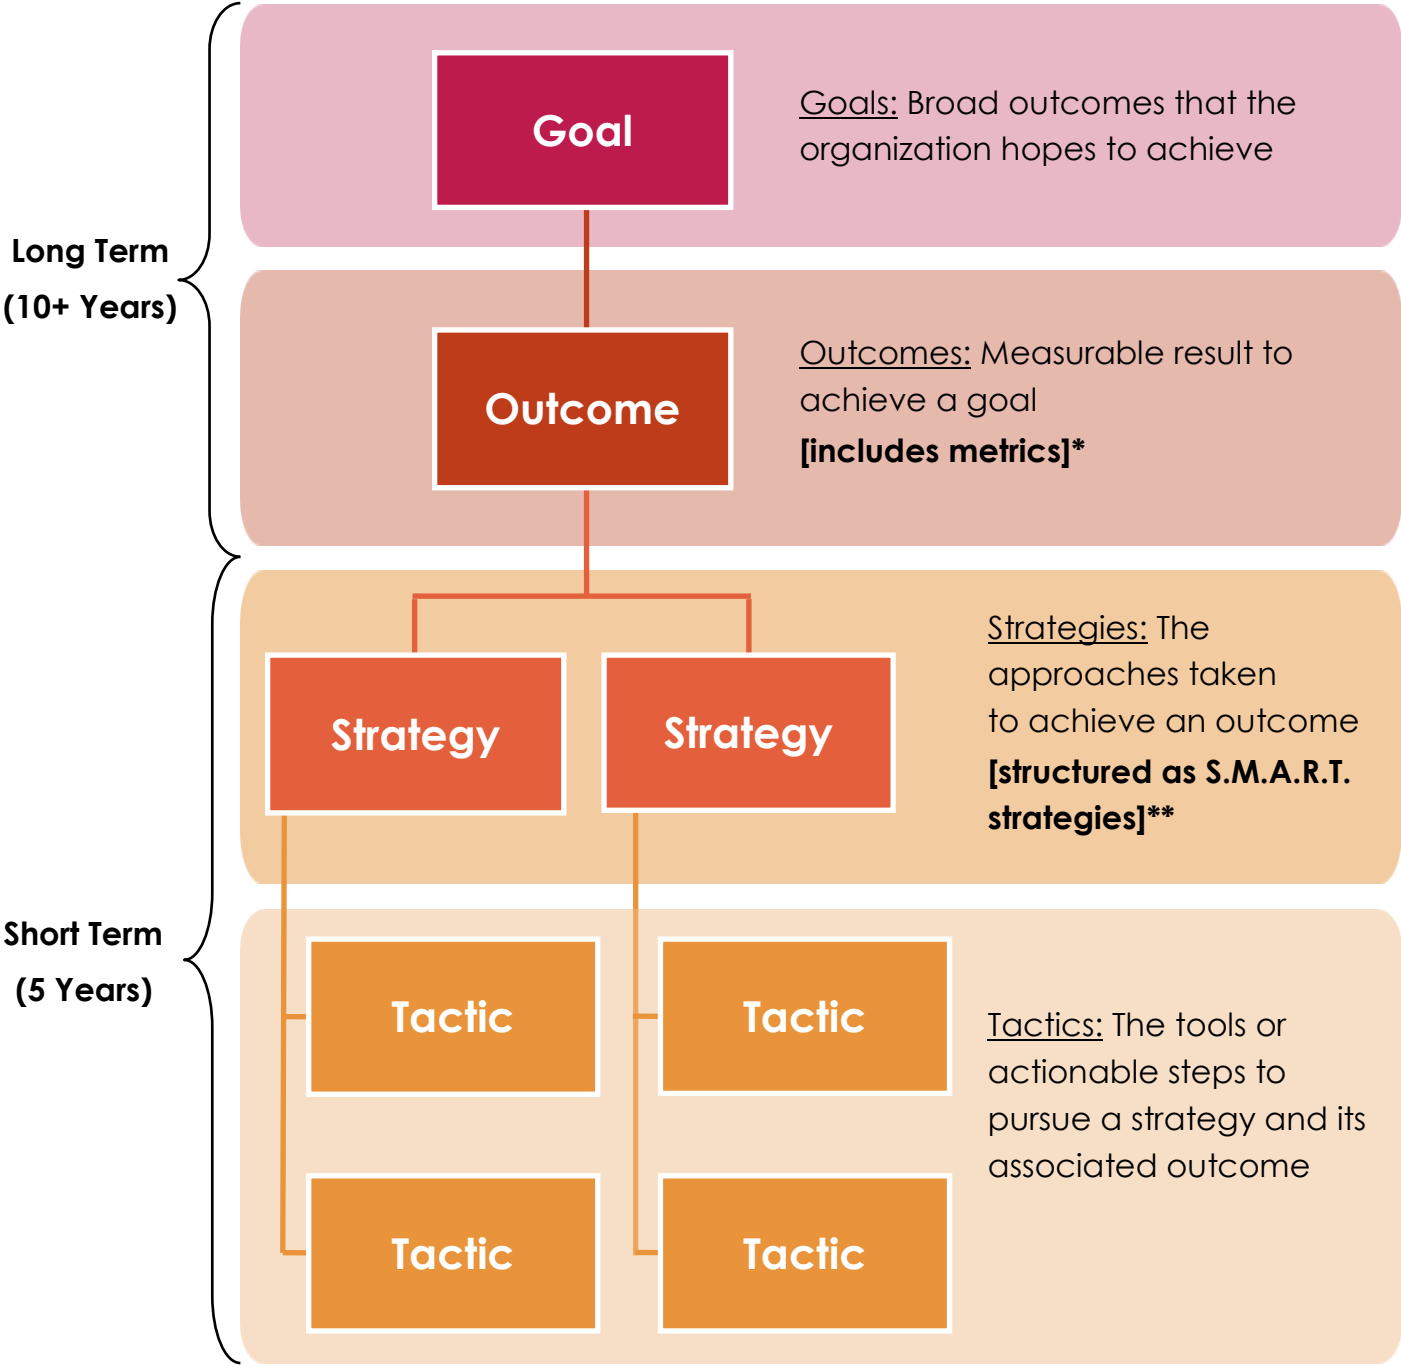 Goal
Goals: Broad outcomes that the
organization hopes to achieve
Long Term
(10+ Years)
Outcome
Outcomes: Measurable result to
achieve a goal
[includes metrics]*
Strategy
Strategy
Strategies: The
approaches taken
to achieve an outcome
[structured as S.M.A.R.T.
strategies]**
Short Term
(5 Years)
Tactic
Tactic
Tactics: The tools or
actionable steps to
pursue a strategy and its
associated outcome
Tactic
Tactic